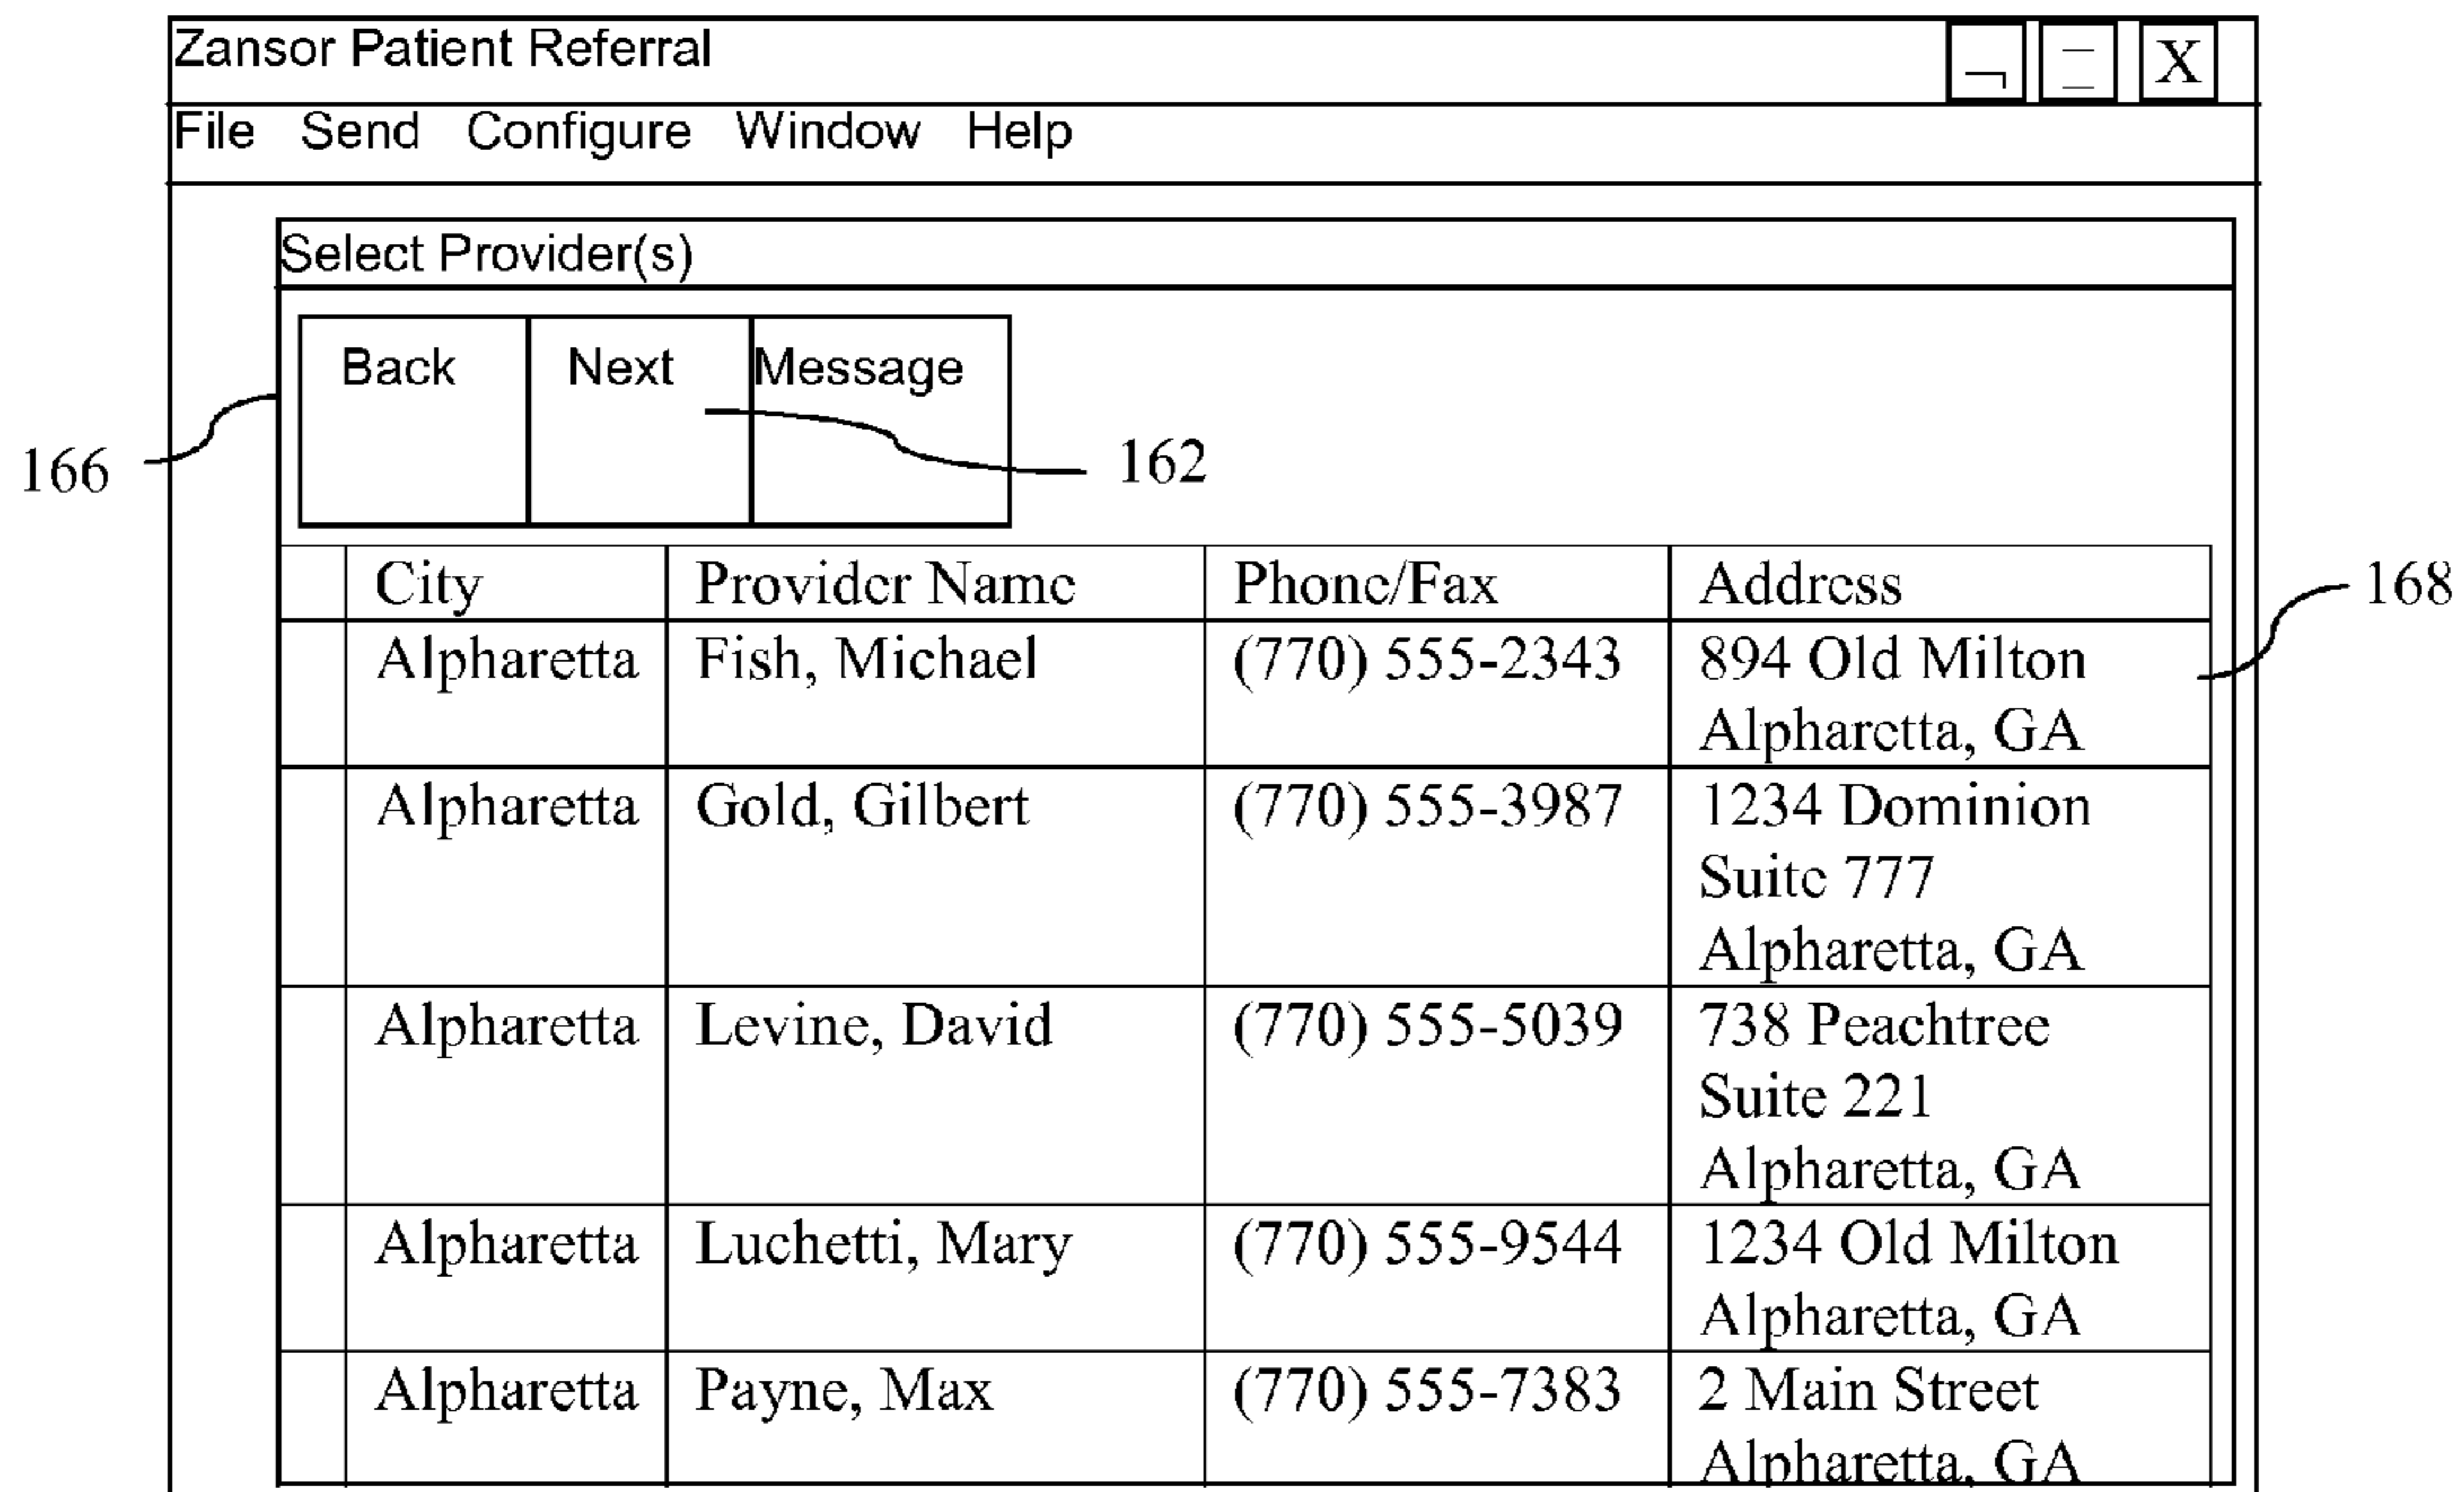 Zansor Patient Referral X
File Send Configure Window Help
Select Provider(s)
Back Next Message
166
162
City Provider Name Phone/Fax Address
168
Alpharetta Fish, Michael (770) 555-2343 894 Old Milton
Alpharetta, GA
Alpharetta Gold, Gilbert (770) 555-3987 1234 Dominion
Suite 777
Alpharetta, GA
Alpharetta Levine, David (770) 555-5039 738 Peachtree
Suite 221
Alpharetta, GA
Alpharetta Luchetti, Mary (770) 555-9544 1234 Old Milton
Alpharetta, GA
Alpharetta Payne, Max (770) 555-7383 2 Main Street
Alpharetta, GA